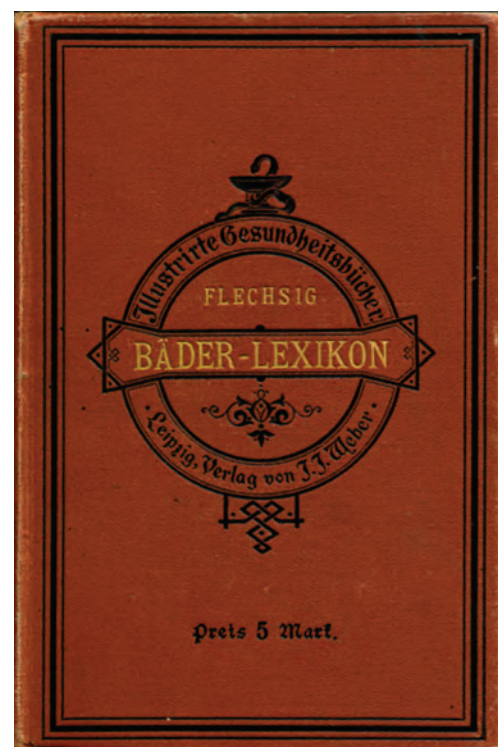 Illustrirte Gesundheitsbücher.
FLECHSIG
BÄDER-LEXIKON
· Leipzig, Verlag von J. J. Weber ·
Preis 5 Mark.